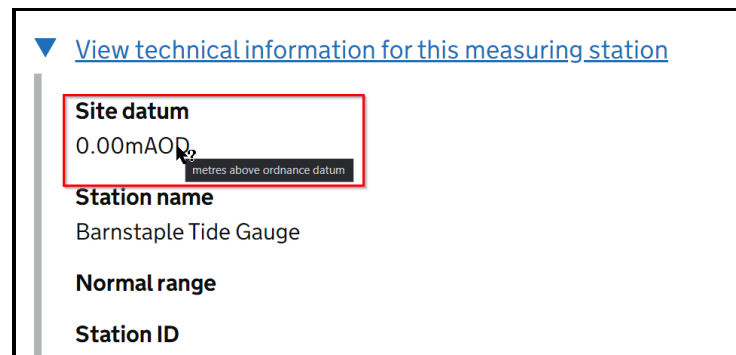 View technical information for this measuring station
Site datum
0.00mAOD
metres above ordnance datum
Station name
Barnstaple Tide Gauge
Normal range
Station ID